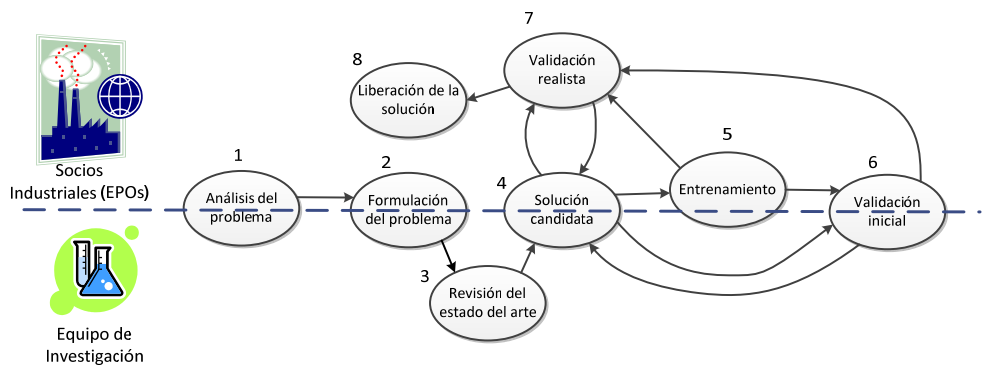 Socios
Industriales (EPOs)
Equipo de
Investigación
1
Análisis del
problema
2
Formulación
del problema
3
Revisión del
estado del arte
4
Solución
candidata
5
Entrenamiento
6
Validación
inicial
7
Validación
realista
8
Liberación de la
solución